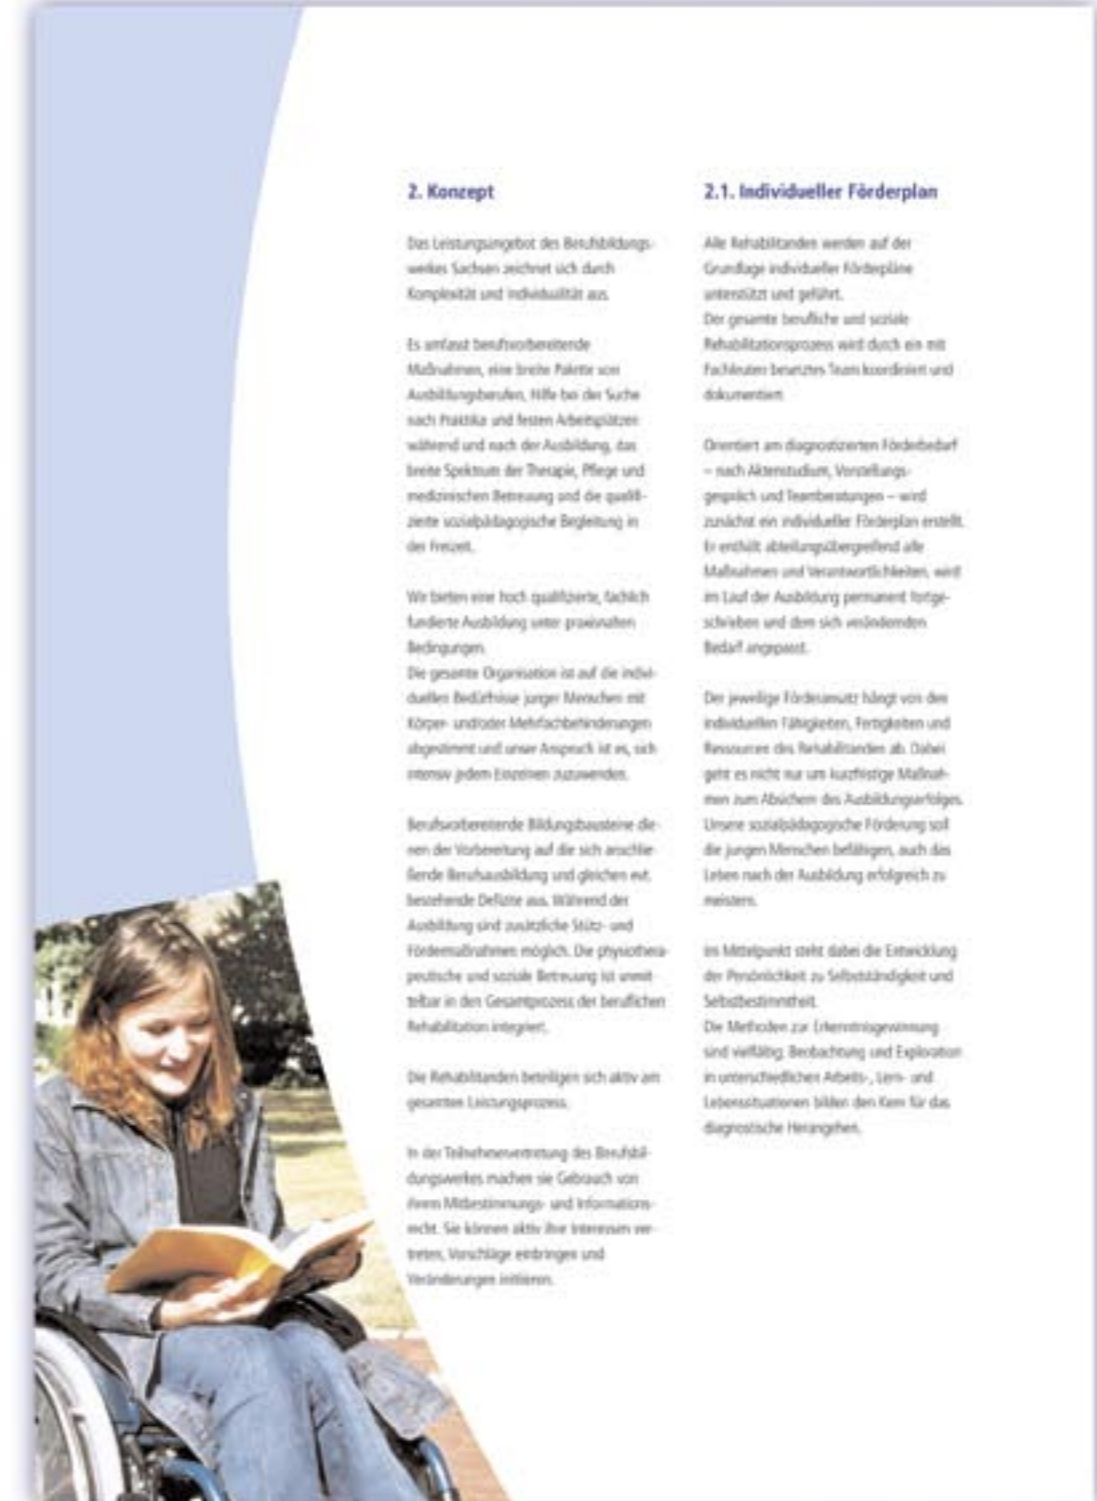 2. Konzept
Das Leistungsangebot des Berufsbildungs-
werkes Sachsen zeichnet sich durch
Komplexität und Individualität aus.
Es umfasst berufsvorbereitende
Maßnahmen, eine breite Palette von
Ausbildungsberufen, Hilfe bei der Suche
nach Praktika und festen Arbeitsplätzen
während und nach der Ausbildung, das
breite Spektrum der Therapie, Pflege und
medizinischen Betreuung und die qualifi-
zierte sozialpädagogische Begleitung in
der Freizeit.
Wir bieten eine hoch qualifizierte, fachlich
fundierte Ausbildung unter praxisnahen
Bedingungen.
Die gesamte Organisation ist auf die indivi-
duellen Bedürfnisse junger Menschen mit
Körper- und/oder Mehrfachbehinderungen
abgestimmt und unser Anspruch ist es, sich
intensiv jedem Einzelnen zuzuwenden.
Berufsvorbereitende Bildungsbausteine die-
nen der Vorbereitung auf die sich anschlie-
ßende Berufsausbildung und gleichen evt.
bestehende Defizite aus. Während der
Ausbildung sind zusätzliche Stütz- und
Fördermaßnahmen möglich. Die physiothera-
peutische und soziale Betreuung ist unmit-
telbar in den Gesamtprozess der beruflichen
Rehabilitation integriert.
Die Rehabilitanden beteiligen sich aktiv am
gesamten Leistungsprozess.
In der Teilnehmervertretung des Berufsbil-
dungswerkes machen sie Gebrauch von
ihrem Mitbestimmungs- und Informations-
recht. Sie können aktiv ihre Interessen ver-
treten, Vorschläge einbringen und
Veränderungen initiieren.
2.1. Individueller Förderplan
Alle Rehabilitanden werden auf der
Grundlage individueller Förderpläne
unterstützt und geführt.
Der gesamte berufliche und soziale
Rehabilitationsprozess wird durch ein mit
Fachleuten besetztes Team koordiniert und
dokumentiert.
Orientiert am diagnostizierten Förderbedarf
– nach Aktenstudium, Vorstellungs-
gespräch und Teamberatungen – wird
zunächst ein individueller Förderplan erstellt.
Er enthält abteilungsübergreifend alle
Maßnahmen und Verantwortlichkeiten, wird
im Lauf der Ausbildung permanent fortge-
schrieben und dem sich verändernden
Bedarf angepasst.
Der jeweilige Förderansatz hängt von den
individuellen Fähigkeiten, Fertigkeiten und
Ressourcen des Rehabilitanden ab. Dabei
geht es nicht nur um kurzfristige Maßnah-
men zum Absichern des Ausbildungserfolges.
Unsere sozialpädagogische Förderung soll
die jungen Menschen befähigen, auch das
Leben nach der Ausbildung erfolgreich zu
meistern.
Im Mittelpunkt steht dabei die Entwicklung
der Persönlichkeit zu Selbstständigkeit und
Selbstbestimmtheit.
Die Methoden zur Erkenntnisgewinnung
sind vielfältig. Beobachtung und Exploration
in unterschiedlichen Arbeits-, Lern- und
Lebenssituationen bilden den Kern für das
diagnostische Herangehen.